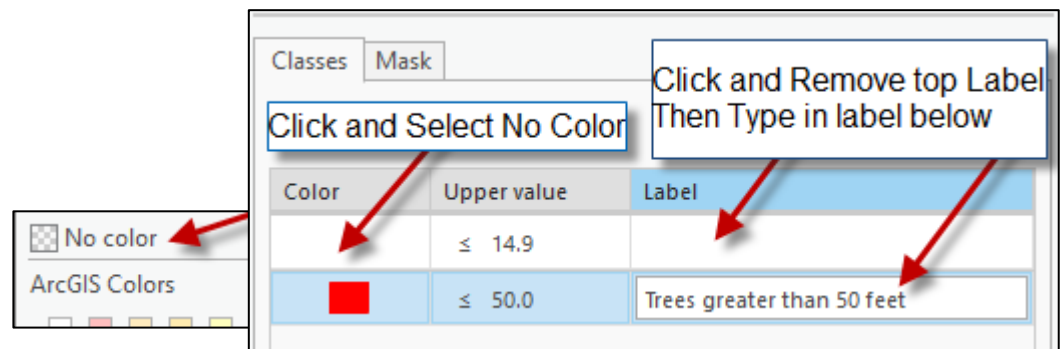 Classes Mask
Click and Remove top Label
Then Type in label below
Click and Select No Color
Color Upper value Label
≤ 14.9
≤ 50.0 Trees greater than 50 feet
No color
ArcGIS Colors